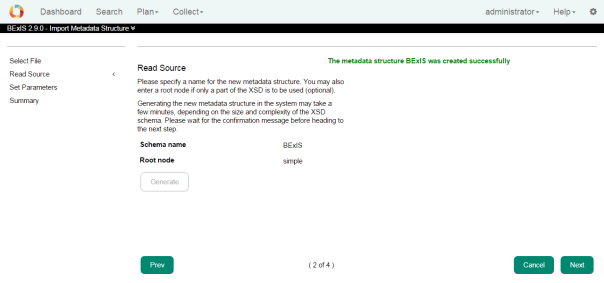 Dashboard Search Plan Collect administrator Help
BExIS 2.9.0 - Import Metadata Structure
Select File
Read Source
Set Parameters
Summary
Read Source
The metadata structure BExIS was created successfully
Please specify a name for the new metadata structure. You may also
enter a root node if only a part of the XSD is to be used (optional).
Generating the new metadata structure in the system may take a
few minutes, depending on the size and complexity of the XSD
schema. Please wait for the confirmation message before heading to
the next step.
Schema name BExIS
Root node simple
Generate
Prev ( 2 of 4 ) Cancel Next